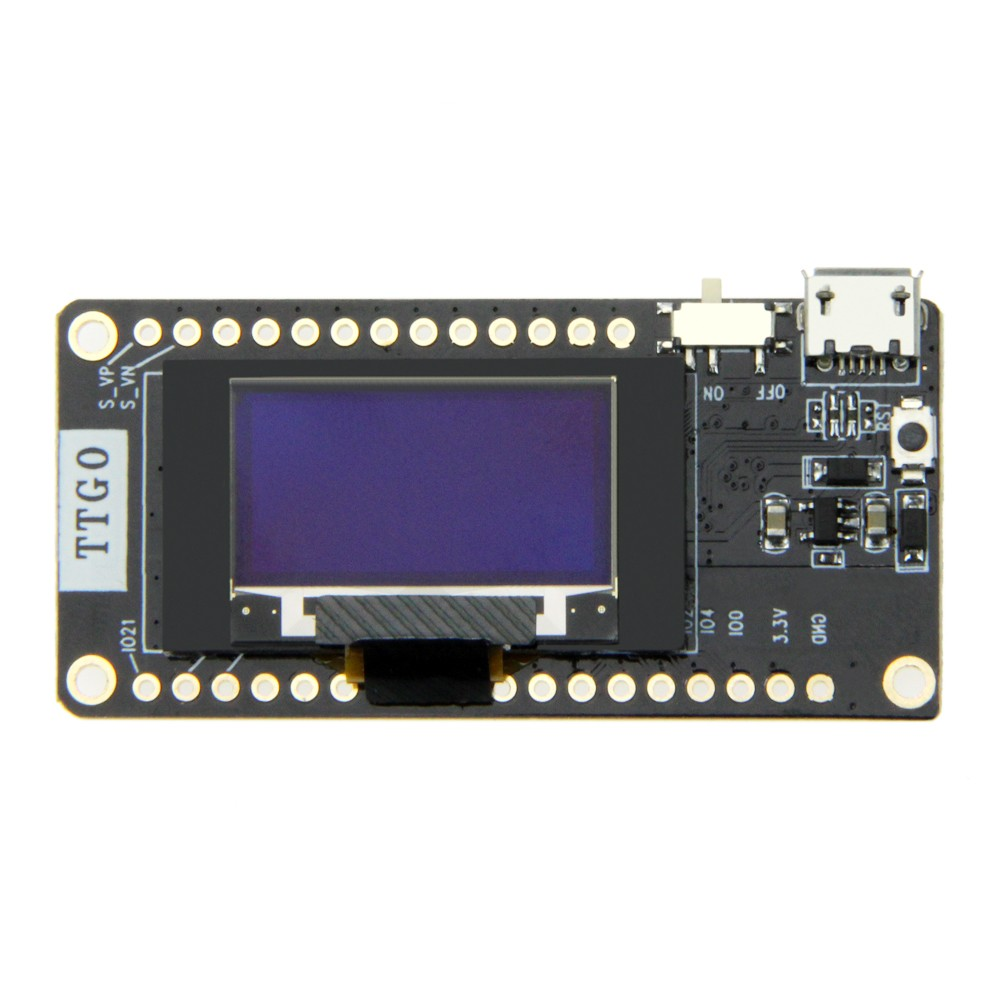 S_VP
S_VN
ON
OFF
RST
TTGO
IO21
IO4
IO0
3.3V
GND